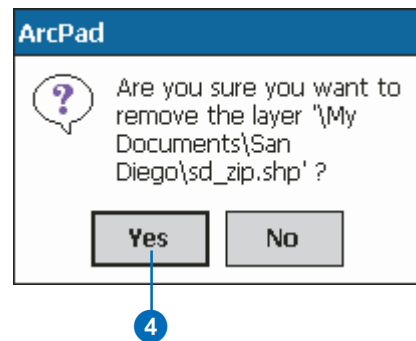 ArcPad
?
Are you sure you want to
remove the layer '\My
Documents\San
Diego\sd_zip.shp' ?
Yes No
4